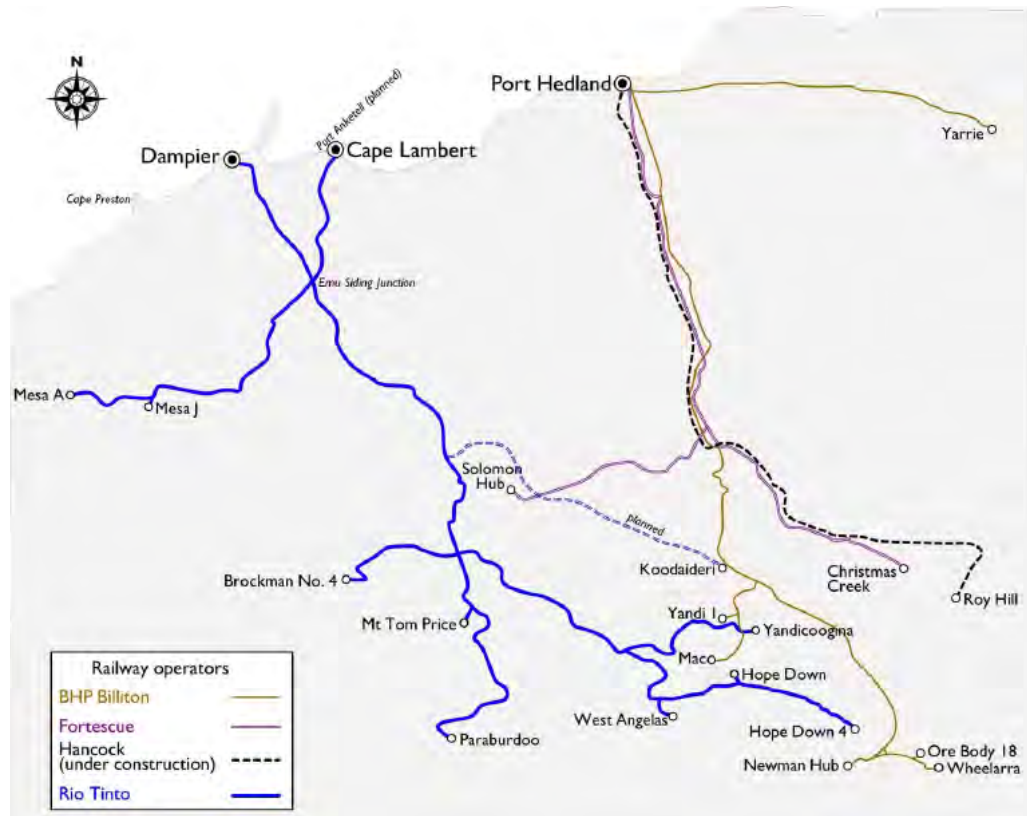 N
Port Hedland
Port Anketell (planned)
Dampier
Cape Lambert
Yarrie
Cape Preston
Emu Siding Junction
Mesa A
Mesa J
Solomon
Hub
planned
Koodaideri
Christmas
Creek
Brockman No. 4
Roy Hill
Yandi 1
Mt Tom Price
Yandicoogina
Maco
Hope Down
West Angelas
Hope Down 4
Paraburdoo
Ore Body 18
Newman Hub
Wheelarra
Railway operators
BHP Billiton
Fortescue
Hancock
(under construction)
Rio Tinto